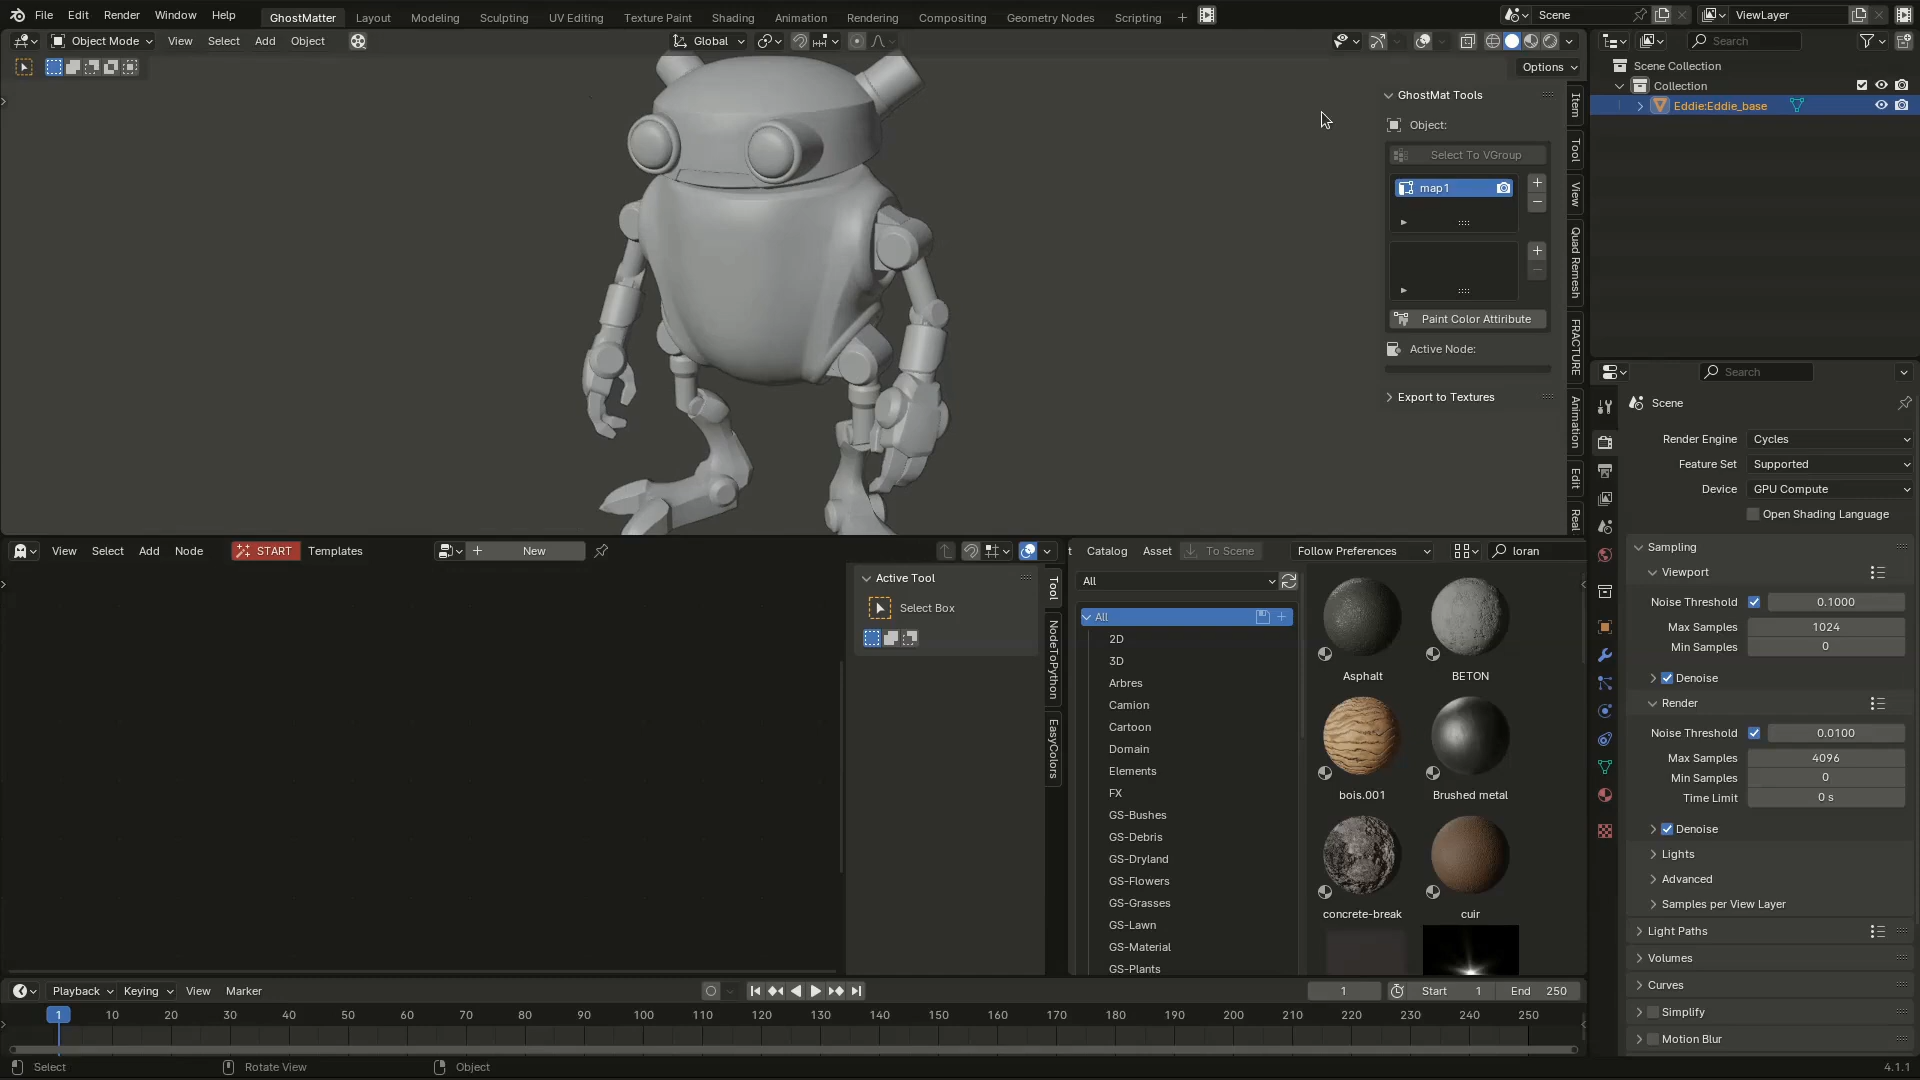 File Edit Render Window Help GhostMatter Layout Modeling Sculpting UV Editing Texture Paint Shading Animation Rendering Compositing Geometry Nodes Scripting + Scene ViewLayer
Object Mode View Select Add Object Global Search
Options
Scene Collection
Collection
Eddie:Eddie_base
GhostMat Tools
Object:
Select To VGroup
map1
Paint Color Attribute
Active Node:
Export to Textures
Item
Tool
View
Quad Remesh
FRACTURE
Animation
Edit
Real
Search
Scene
Render Engine Cycles
Feature Set Supported
Device GPU Compute
Open Shading Language
Sampling
Viewport
Noise Threshold 0.1000
Max Samples 1024
Min Samples 0
Denoise
Render
Noise Threshold 0.0100
Max Samples 4096
Min Samples 0
Time Limit 0 s
Denoise
Lights
Advanced
Samples per View Layer
Light Paths
Volumes
Curves
Simplify
Motion Blur
View Select Add Node START Templates + New
Active Tool
Select Box
Tool
NodeToPython
EasyColors
t Catalog Asset To Scene Follow Preferences loran
All
All
2D
3D
Arbres
Camion
Cartoon
Domain
Elements
FX
GS-Bushes
GS-Debris
GS-Dryland
GS-Flowers
GS-Grasses
GS-Lawn
GS-Material
GS-Plants
Asphalt BETON
bois.001 Brushed metal
concrete-break cuir
Playback Keying View Marker 1 Start 1 End 250
1 10 20 30 40 50 60 70 80 90 100 110 120 130 140 150 160 170 180 190 200 210 220 230 240 250
Select Rotate View Object 4.1.1